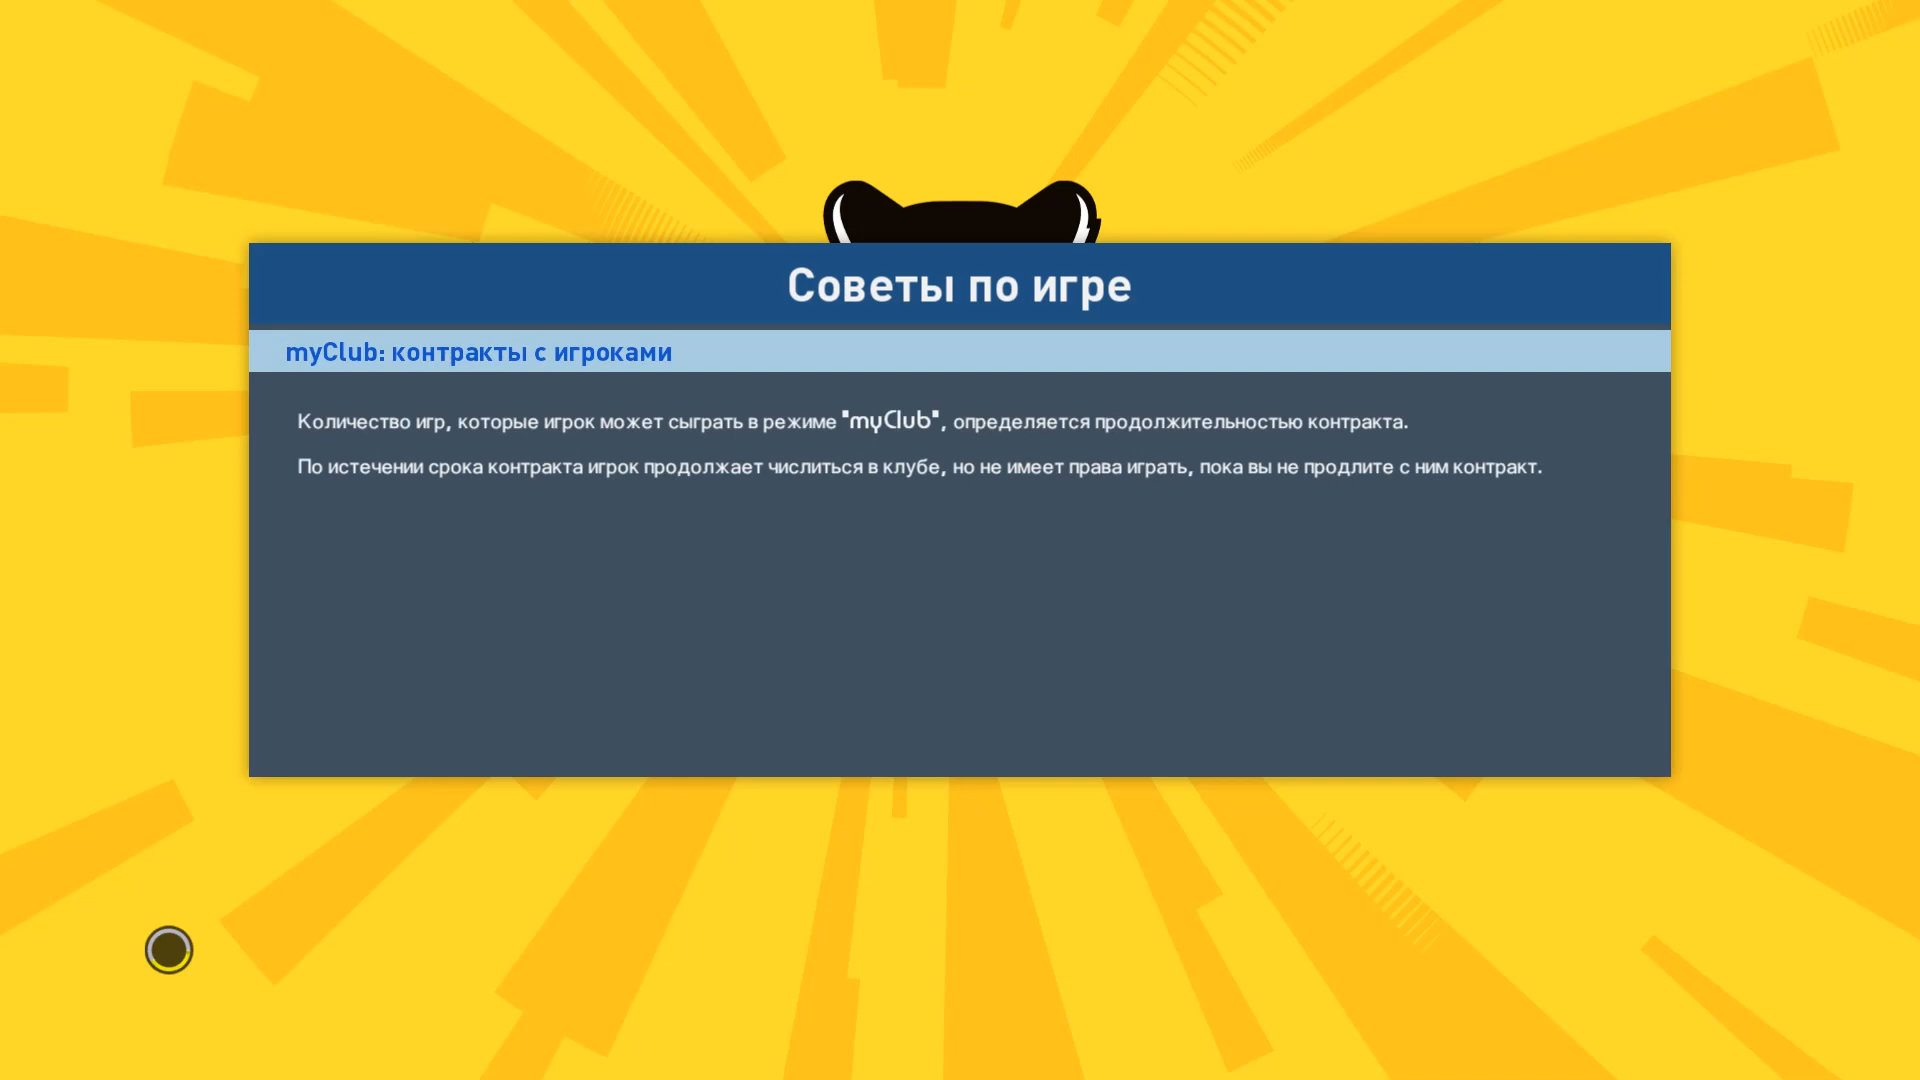 Советы по игре
myClub: контракты с игроками
Количество игр, которые игрок может сыграть в режиме "myClub", определяется продолжительностью контракта.
По истечении срока контракта игрок продолжает числиться в клубе, но не имеет права играть, пока вы не продлите с ним контракт.